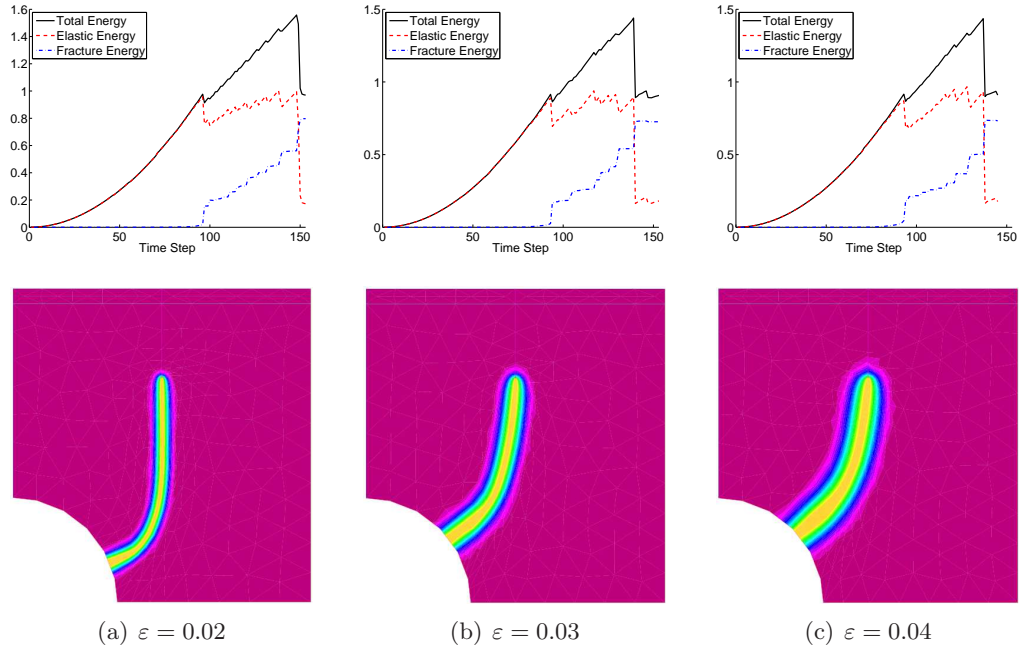 1.6
1.4
1.2
1
0.8
0.6
0.4
0.2
0
0
50
100
150
Time Step
Total Energy
Elastic Energy
Fracture Energy
1.5
1
0.5
0
0
50
100
150
Time Step
Total Energy
Elastic Energy
Fracture Energy
1.5
1
0.5
0
0
50
100
150
Time Step
Total Energy
Elastic Energy
Fracture Energy
(a) ε = 0.02
(b) ε = 0.03
(c) ε = 0.04